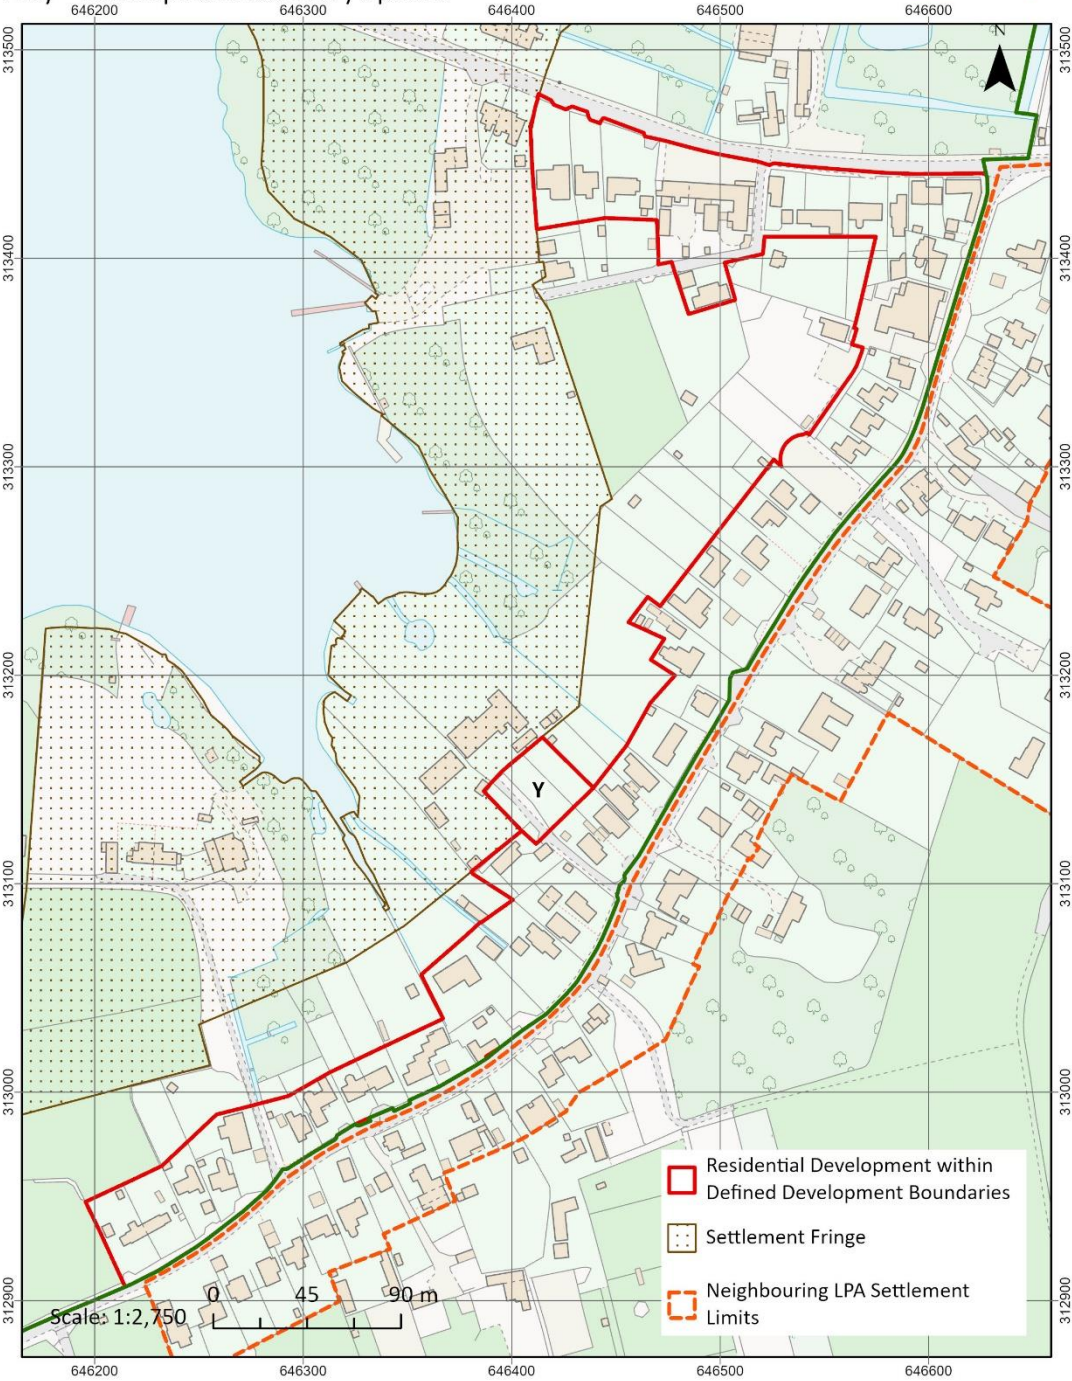 646200 646300 646400 646500 646600
313500 313500
N
313400 313400
313300 313300
313200 313200
Y
313100 313100
313000 313000
Residential Development within
Defined Development Boundaries
Settlement Fringe
Neighbouring LPA Settlement
Limits
312900 312900
0 45 90 m
Scale: 1:2,750
646200 646300 646400 646500 646600